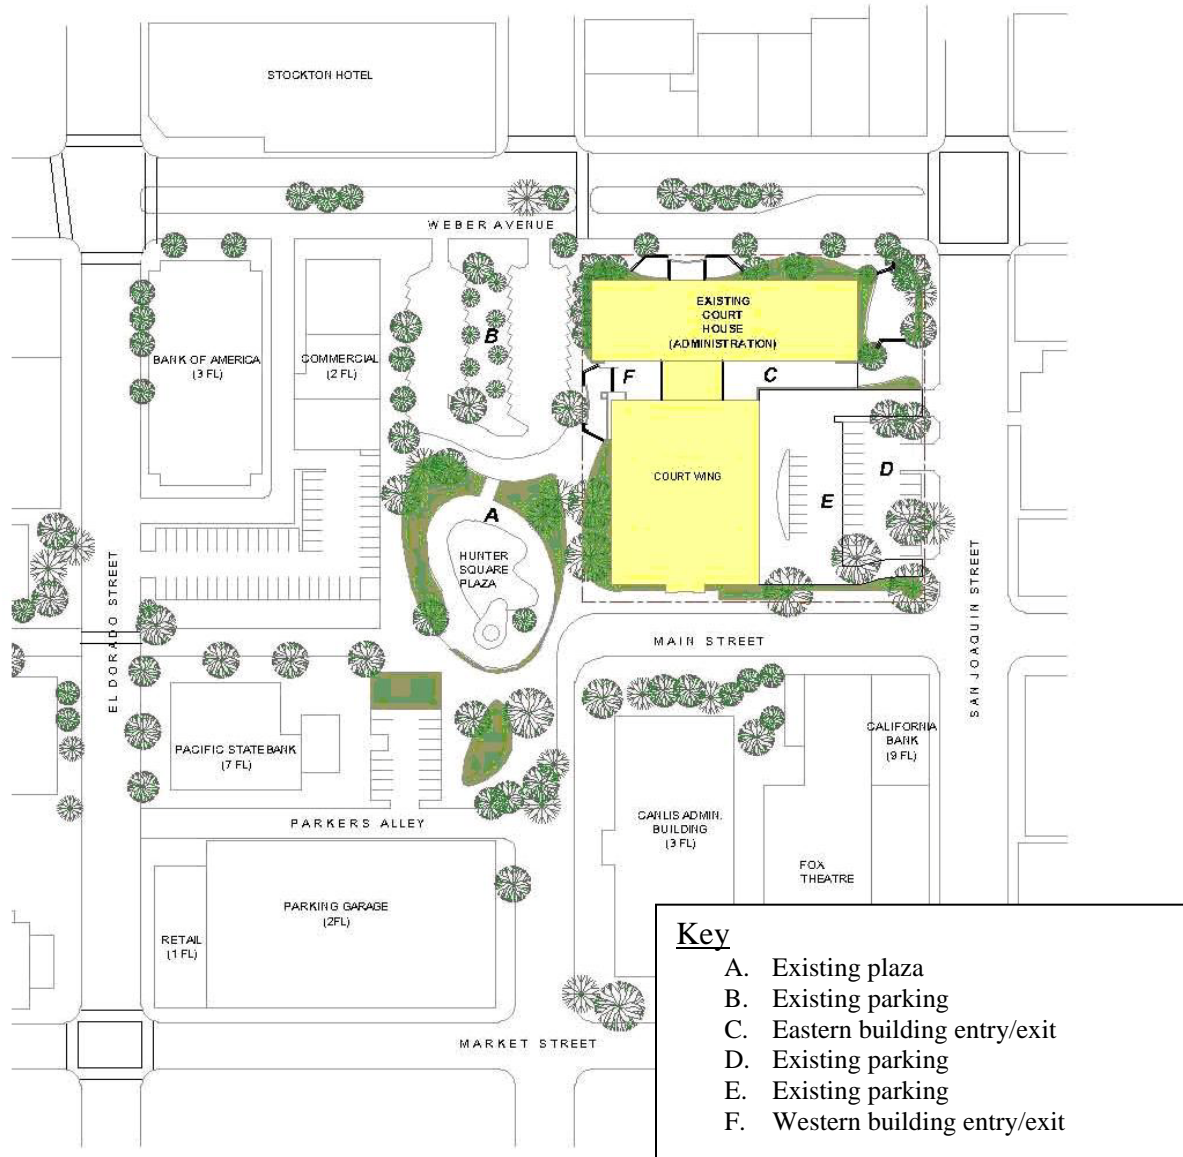 STOCKTON HOTEL
WEBER AVENUE
EXISTING
COURT
HOUSE
(ADMINISTRATION)
B
BANK OF AMERICA
(3 FL)
COMMERCIAL
(2 FL)
F
C
COURT WING
D
E
A
HUNTER
SQUARE
PLAZA
EL DORADO STREET
SAN JOAQUIN STREET
MAIN STREET
PACIFIC STATE BANK
(7 FL)
CALIFORNIA
BANK
(9 FL)
PARKERS ALLEY
CANLIS ADMIN.
BUILDING
(3 FL)
FOX
THEATRE
PARKING GARAGE
(2FL)
RETAIL
(1 FL)
MARKET STREET
Key
A. Existing plaza
B. Existing parking
C. Eastern building entry/exit
D. Existing parking
E. Existing parking
F. Western building entry/exit